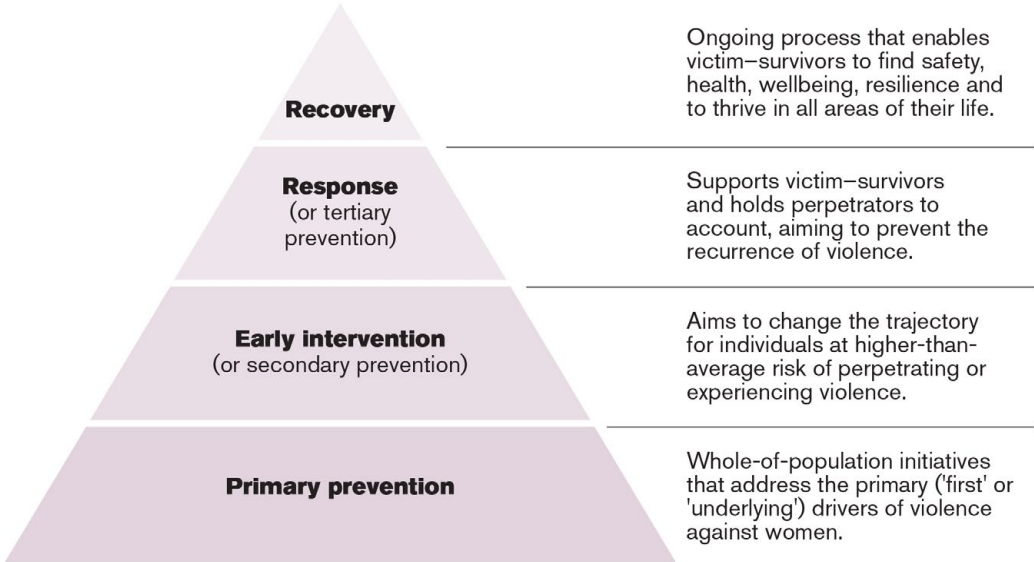 Recovery
Ongoing process that enables
victim–survivors to find safety,
health, wellbeing, resilience and
to thrive in all areas of their life.
Response
(or tertiary
prevention)
Supports victim–survivors
and holds perpetrators to
account, aiming to prevent the
recurrence of violence.
Early intervention
(or secondary prevention)
Aims to change the trajectory
for individuals at higher-than-
average risk of perpetrating or
experiencing violence.
Primary prevention
Whole-of-population initiatives
that address the primary ('first' or
'underlying') drivers of violence
against women.